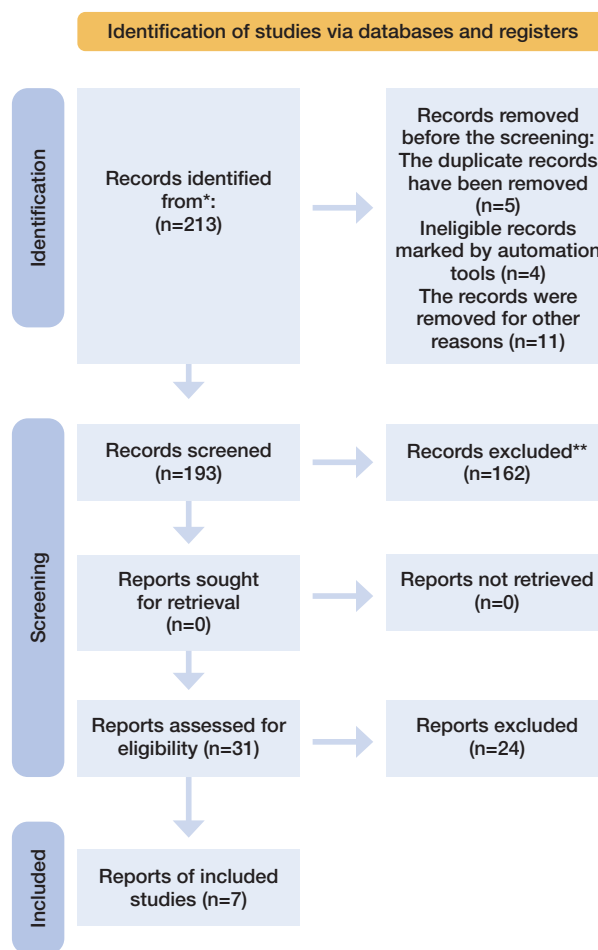 Identification of studies via databases and registers
Identification
Records identified
from*:
(n=213)
Records removed
before the screening:
The duplicate records
have been removed
(n=5)
Ineligible records
marked by automation
tools (n=4)
The records were
removed for other
reasons (n=11)
Screening
Records screened
(n=193)
Records excluded**
(n=162)
Reports sought
for retrieval
(n=0)
Reports not retrieved
(n=0)
Reports assessed for
eligibility (n=31)
Reports excluded
(n=24)
Included
Reports of included
studies (n=7)